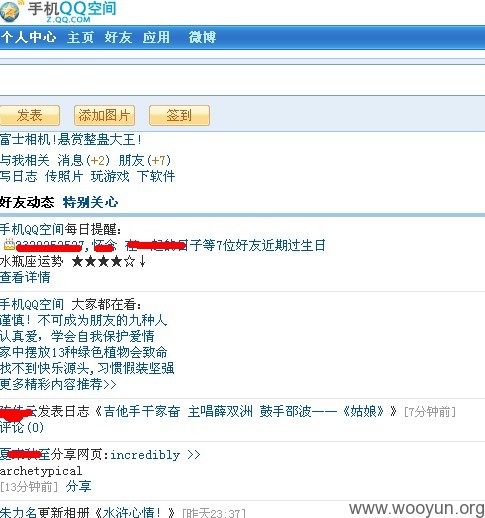 手机QQ空间
Z.QQ.COM
个人中心 主页 好友 应用 微博
发表 添加图片 签到
富士相机!悬赏整蛊大王!
与我相关 消息(+2) 朋友(+7)
写日志 传照片 玩游戏 下软件
好友动态 特别关心
手机QQ空间每日提醒:
子等7位好友近期过生日
水瓶座运势 ★★★★☆↓
查看详情
手机QQ空间 大家都在看:
谨慎! 不可成为朋友的九种人
认真爱, 学会自我保护爱情
家中摆放13种绿色植物会致命
找不到快乐源头,习惯假装坚强
更多精彩内容推荐>>
发表日志《吉他手干家奋 主唱薛双洲 鼓手邵波——《姑娘》》[7分钟前]
评论(0)
至分享网页:incredibly >>
archetypical
[13分钟前] 分享
朱力名更新相册《水浒心情! 》[昨天23:37]
www.wooyun.org